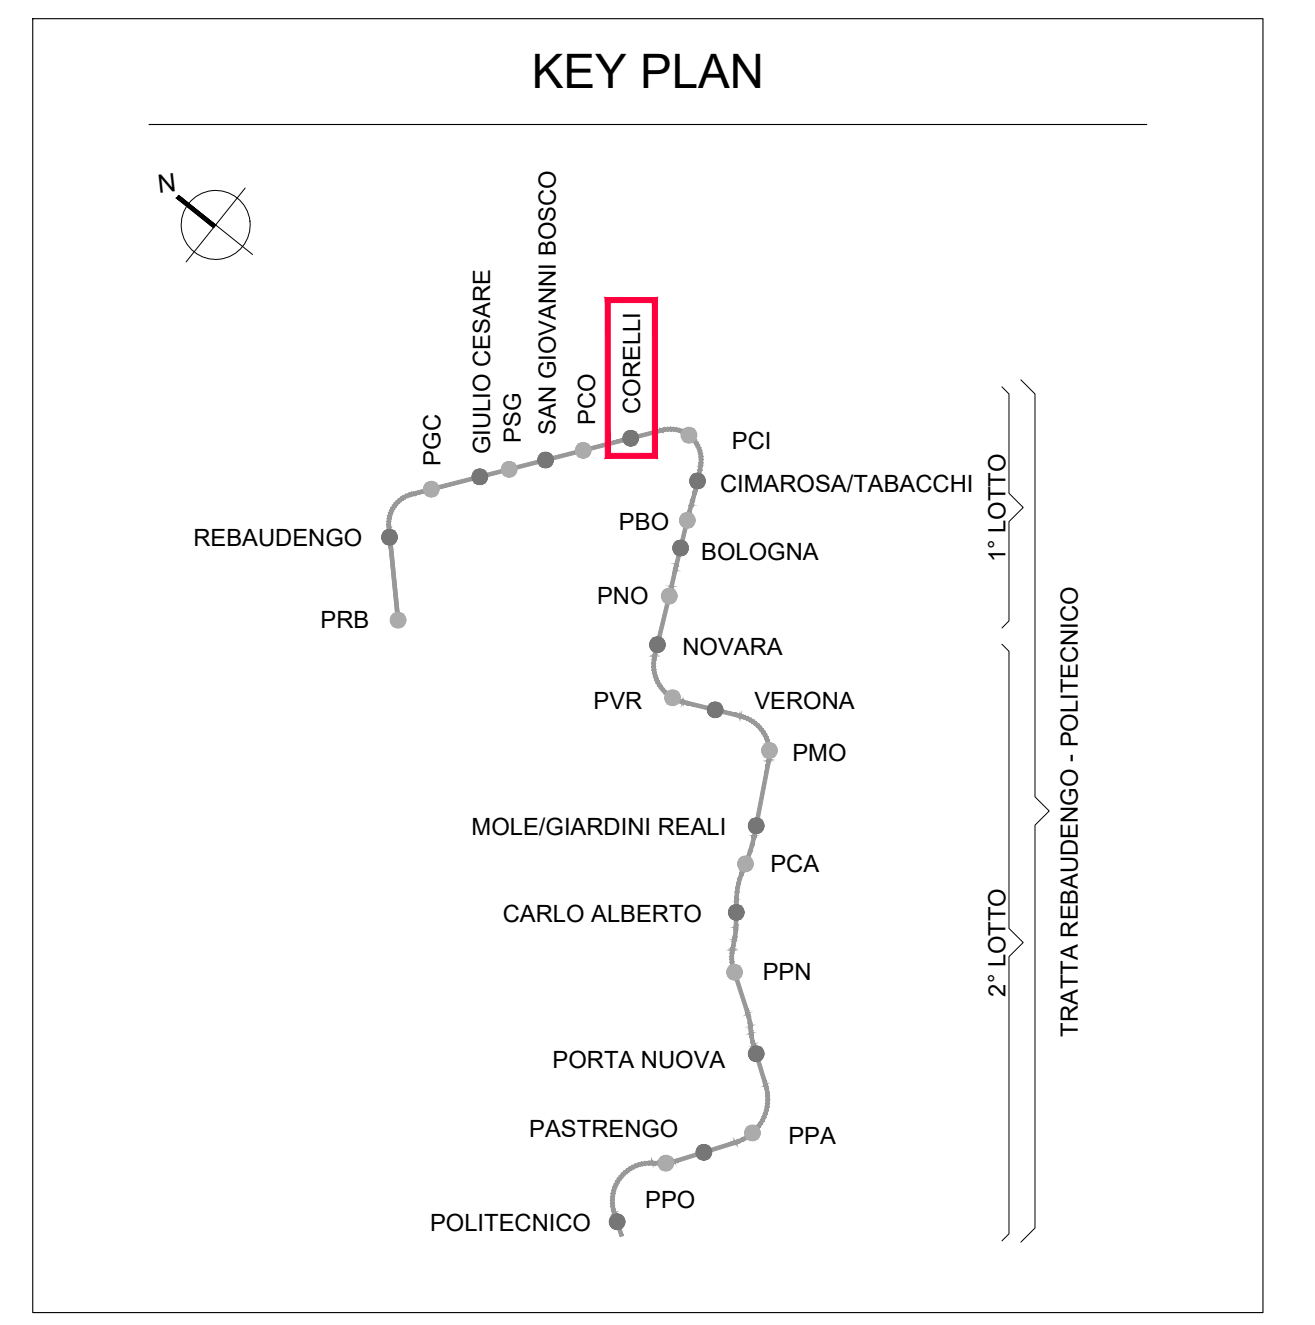 KEY PLAN
N
PGC
GIULIO CESARE
PSG
SAN GIOVANNI BOSCO
PCO
CORELLI
PCI
CIMAROSA/TABACCHI
PBO
BOLOGNA
REBAUDENGO
PNO
PRB
NOVARA
PVR
VERONA
PMO
MOLE/GIARDINI REALI
PCA
CARLO ALBERTO
PPN
PORTA NUOVA
PASTRENGO
PPA
PPO
POLITECNICO
1° LOTTO
2° LOTTO
TRATTA REBAUDENGO - POLITECNICO